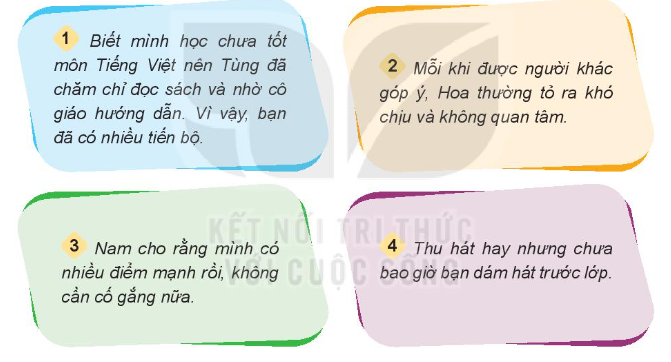 1 Biết mình học chưa tốt
môn Tiếng Việt nên Tùng đã
chăm chỉ đọc sách và nhờ cô
giáo hướng dẫn. Vì vậy, bạn
đã có nhiều tiến bộ.
2 Mỗi khi được người khác
góp ý, Hoa thường tỏ ra khó
chịu và không quan tâm.
3 Nam cho rằng mình có
nhiều điểm mạnh rồi, không
cần cố gắng nữa.
4 Thu hát hay nhưng chưa
bao giờ bạn dám hát trước lớp.
KẾT NỐI TRI THỨC
VỚI CUỘC SỐNG